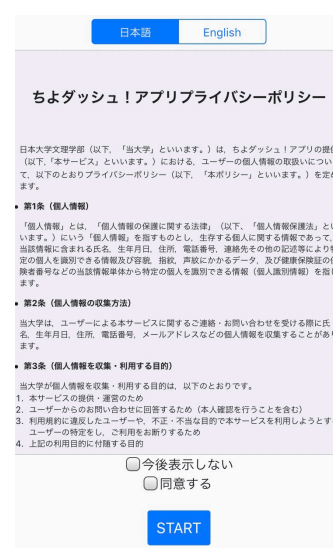 日本語
English
ちよダッシュ!アプリプライバシーポリシー
日本大学文理学部(以下,「当大学」といいます。)は,ちよダッシュ!アプリの提供
(以下,「本サービス」といいます。)における,ユーザーの個人情報の取扱いについ
て,以下のとおりプライバシーポリシー(以下,「本ポリシー」といいます。)を定め
ます。
• 第1条(個人情報)
「個人情報」とは,「個人情報の保護に関する法律」(以下,「個人情報保護法」とい
います。)にいう「個人情報」を指すものとし,生存する個人に関する情報であって,
当該情報に含まれる氏名,生年月日,住所,電話番号,連絡先その他の記述等により特
定の個人を識別できる情報及び容貌,指紋,声紋にかかるデータ,及び健康保険証の保
険者番号などの当該情報単体から特定の個人を識別できる情報(個人識別情報)を指し
ます。
• 第2条(個人情報の収集方法)
当大学は,ユーザーによる本サービスに関するご連絡・お問い合わせを受ける際に氏
名,生年月日,住所,電話番号,メールアドレスなどの個人情報を収集することがあり
ます。
• 第3条(個人情報を収集・利用する目的)
当大学が個人情報を収集・利用する目的は,以下のとおりです。
1. 本サービスの提供・運営のため
2. ユーザーからのお問い合わせに回答するため(本人確認を行うことを含む)
3. 利用規約に違反したユーザーや,不正・不当な目的で本サービスを利用しようとする
ユーザーの特定をし,ご利用をお断りするため
4. 上記の利用目的に付随する目的
今後表示しない
同意する
START